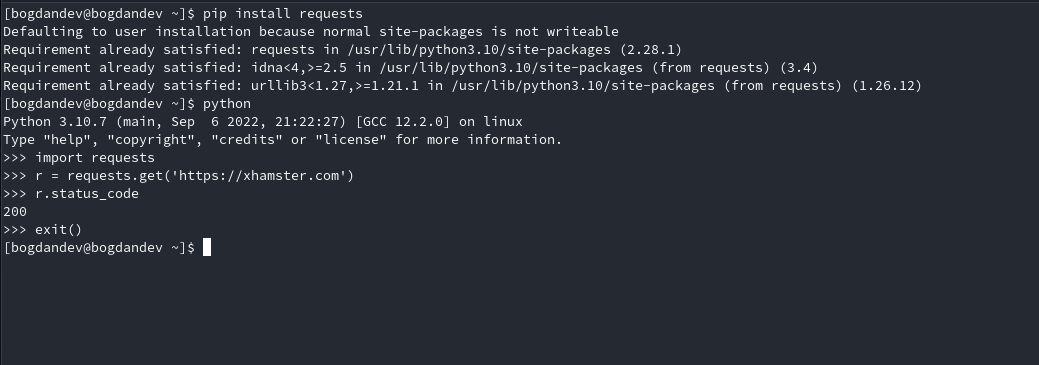 [bogdandev@bogdandev ~]$ pip install requests
Defaulting to user installation because normal site-packages is not writeable
Requirement already satisfied: requests in /usr/lib/python3.10/site-packages (2.28.1)
Requirement already satisfied: idna<4,>=2.5 in /usr/lib/python3.10/site-packages (from requests) (3.4)
Requirement already satisfied: urllib3<1.27,>=1.21.1 in /usr/lib/python3.10/site-packages (from requests) (1.26.12)
[bogdandev@bogdandev ~]$ python
Python 3.10.7 (main, Sep  6 2022, 21:22:27) [GCC 12.2.0] on linux
Type "help", "copyright", "credits" or "license" for more information.
>>> import requests
>>> r = requests.get('https://xhamster.com')
>>> r.status_code
200
>>> exit()
[bogdandev@bogdandev ~]$